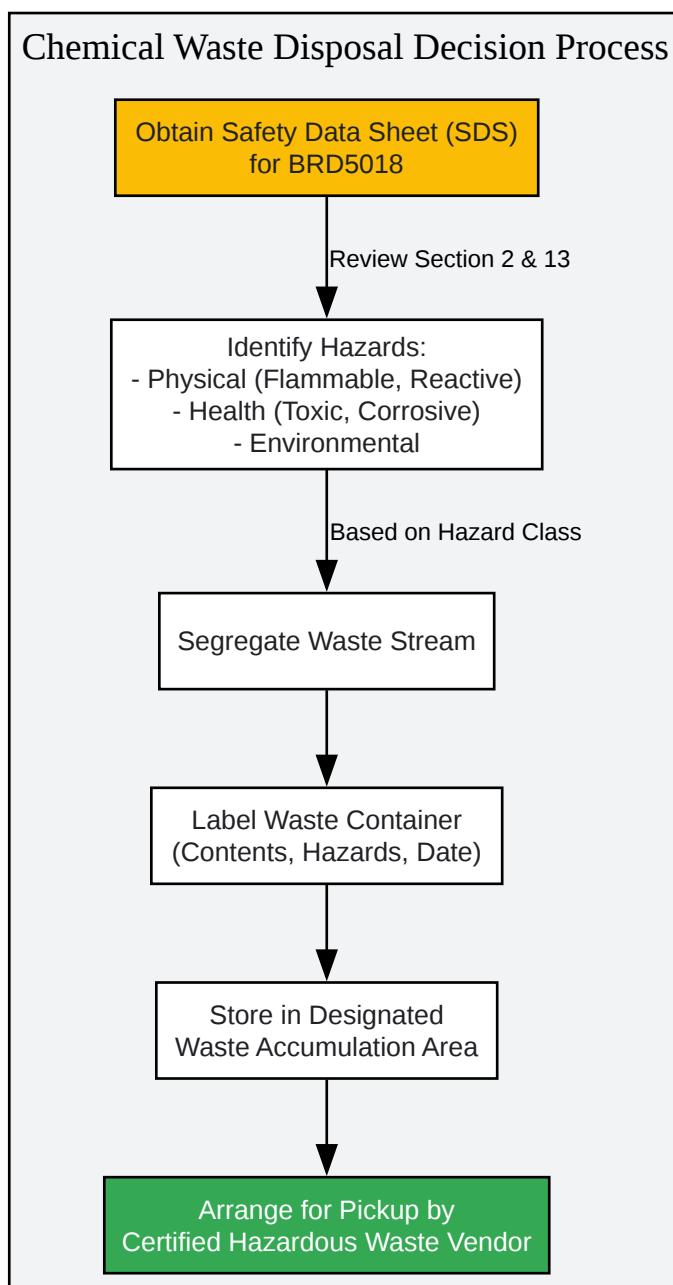 Chemical Waste Disposal Decision Process
Obtain Safety Data Sheet (SDS)
for BRD5018
Review Section 2 & 13
Identify Hazards:
- Physical (Flammable, Reactive)
- Health (Toxic, Corrosive)
- Environmental
Based on Hazard Class
Segregate Waste Stream
Label Waste Container
(Contents, Hazards, Date)
Store in Designated
Waste Accumulation Area
Arrange for Pickup by
Certified Hazardous Waste Vendor